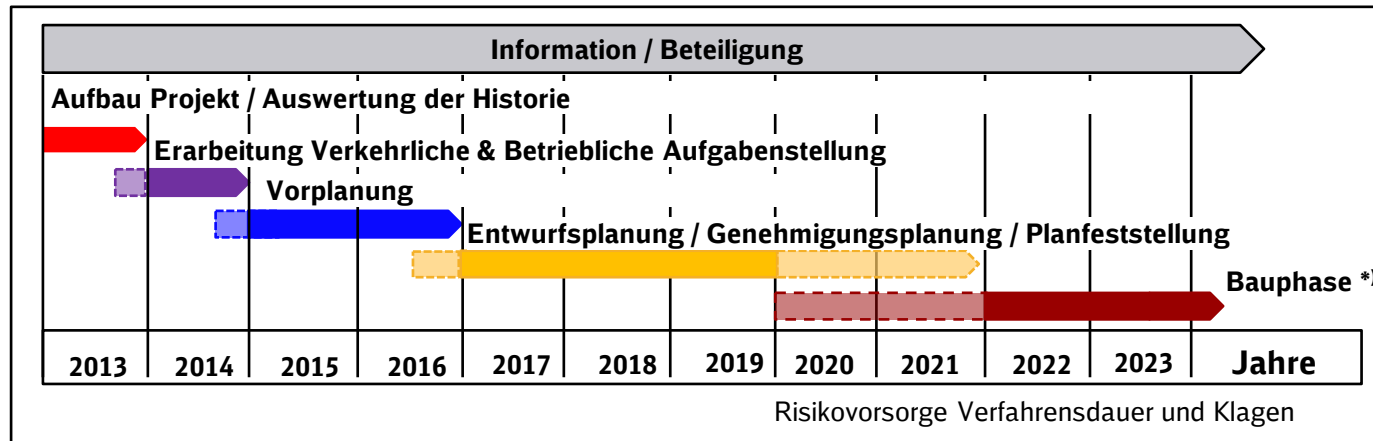 Information / Beteiligung
Aufbau Projekt / Auswertung der Historie
Erarbeitung Verkehrliche & Betriebliche Aufgabenstellung
Vorplanung
Entwurfsplanung / Genehmigungsplanung / Planfeststellung
Bauphase *)
2013 2014 2015 2016 2017 2018 2019 2020 2021 2022 2023 Jahre
Risikovorsorge Verfahrensdauer und Klagen